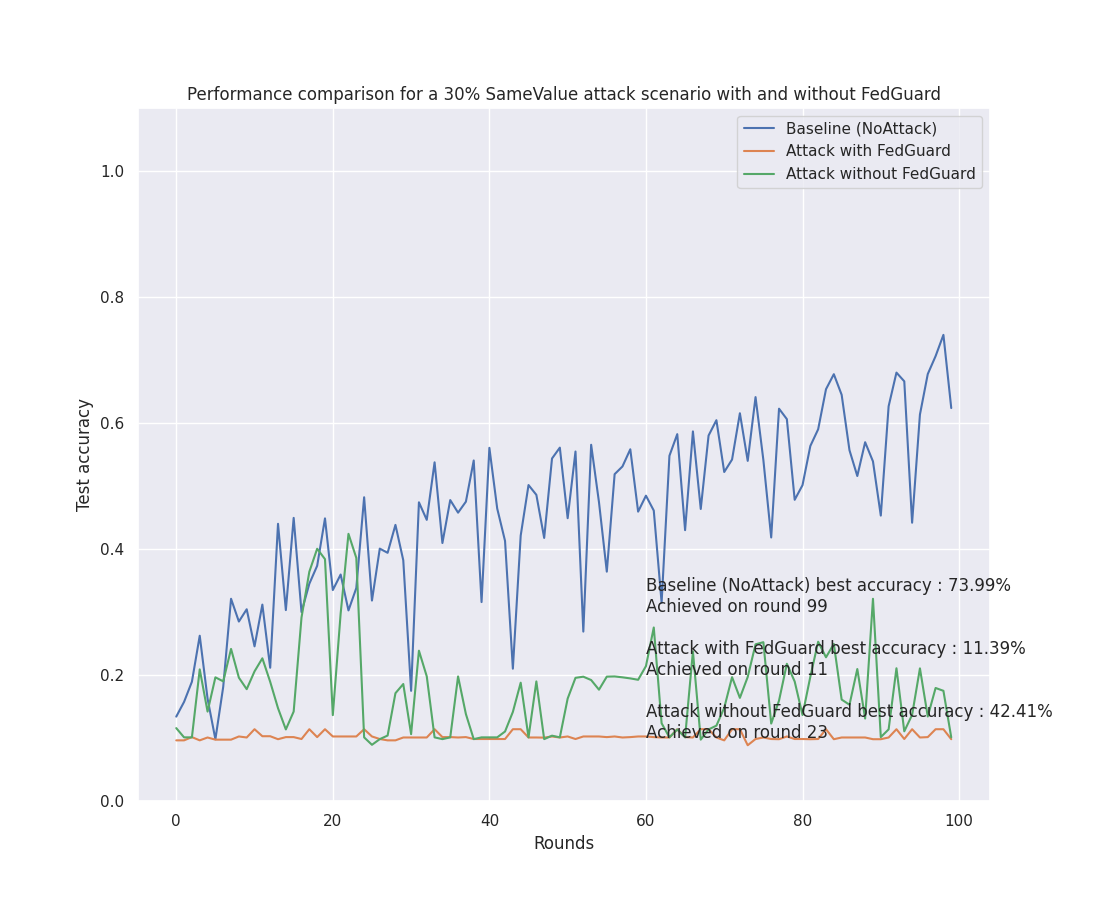 Performance comparison for a 30% SameValue attack scenario with and without FedGuard
Baseline (NoAttack)
Attack with FedGuard
Attack without FedGuard
1.0
0.8
0.6
0.4
0.2
0.0
Test accuracy
Baseline (NoAttack) best accuracy : 73.99%
Achieved on round 99
Attack with FedGuard best accuracy : 11.39%
Achieved on round 11
Attack without FedGuard best accuracy : 42.41%
Achieved on round 23
0 20 40 60 80 100
Rounds